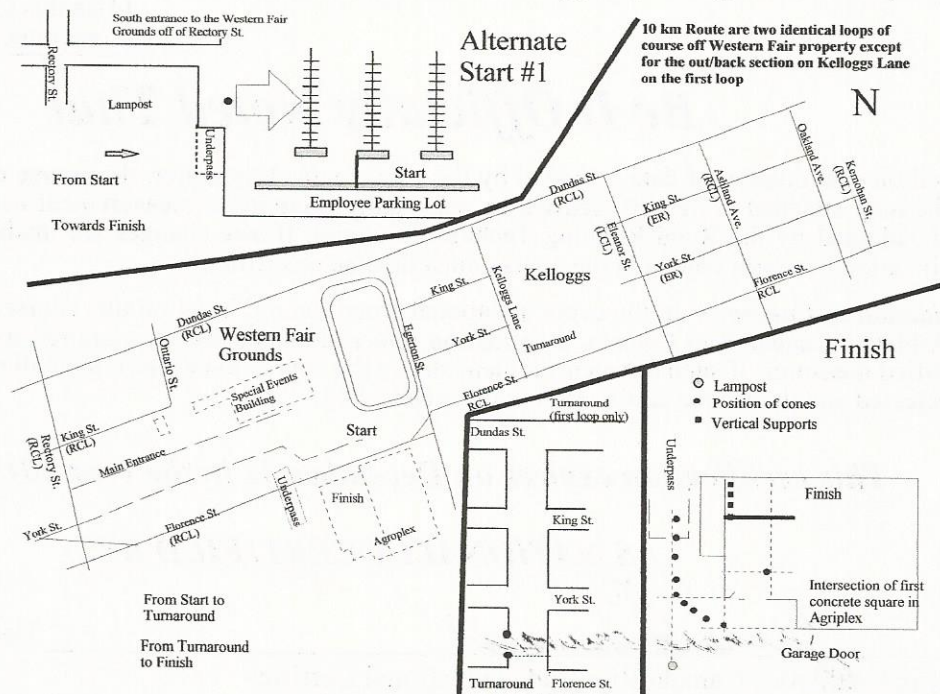 South entrance to the Western Fair
Grounds off of Rectory St.
Rectory St.
Lampost
Underpass
From Start
Towards Finish
Start
Employee Parking Lot
Alternate
Start #1
10 km Route are two identical loops of
course off Western Fair property except
for the out/back section on Kelloggs Lane
on the first loop
N
Dundas St
(RCL)
King St.
(ER)
Eleanor St.
(LCL)
York St.
(ER)
Ashland Ave.
(RCL)
Oakland Ave.
Kernohan St.
(RCL)
Florence St.
RCL
Kelloggs
Kelloggs Lane
King St.
York St.
Turnaround
Egerton St.
Florence St.
RCL
Dundas St.
(RCL)
Western Fair
Grounds
Ontario St.
Special Events
Building
Start
King St.
(RCL)
Rectory St.
(RCL)
Main Entrance
York St.
Florence St.
(RCL)
Underpass
Finish
Agroplex
From Start to
Turnaround
From Turnaround
to Finish
Turnaround
(first loop only)
Dundas St.
King St.
York St.
Turnaround
Florence St.
Finish
Lampost
Position of cones
Vertical Supports
Underpass
Finish
Intersection of first
concrete square in
Agriplex
Garage Door